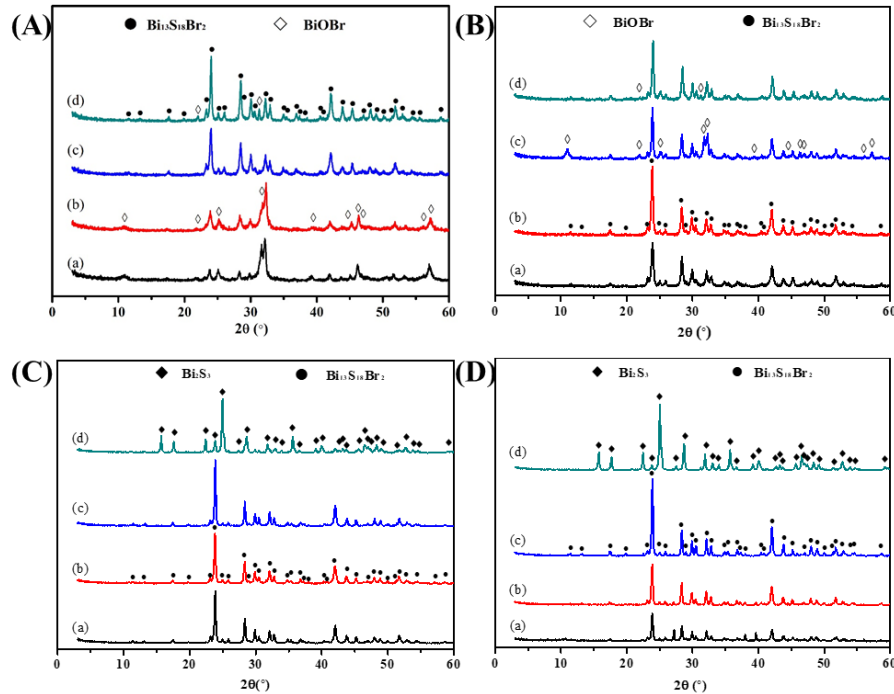 (A)
● Bi₁₃S₁₈Br₂ ◇ BiOBr
(d)
(c)
(b)
(a)
0 10 20 30 40 50 60
2θ (°)
(B)
◇ BiOBr ● Bi₁₃S₁₈Br₂
(d)
(c)
(b)
(a)
0 10 20 30 40 50 60
2θ (°)
(C)
◆ Bi₂S₃ ● Bi₁₃S₁₈Br₂
(d)
(c)
(b)
(a)
0 10 20 30 40 50 60
2θ(°)
(D)
◆ Bi₂S₃ ● Bi₁₃S₁₈Br₂
(d)
(c)
(b)
(a)
0 10 20 30 40 50 60
2θ (°)